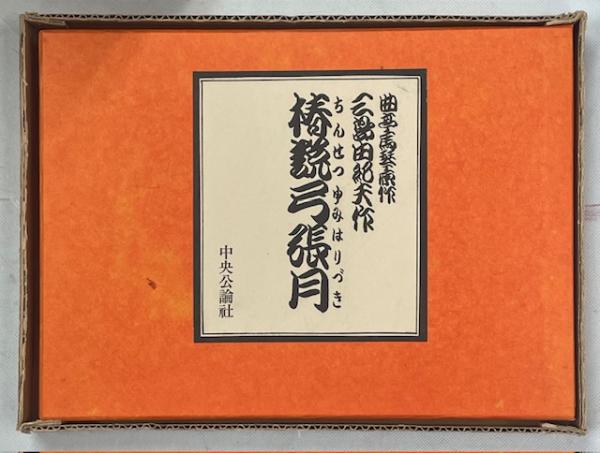 曲亭馬琴原作
三島由紀夫作
ちんせつゆみはりづき
椿説弓張月
中央公論社